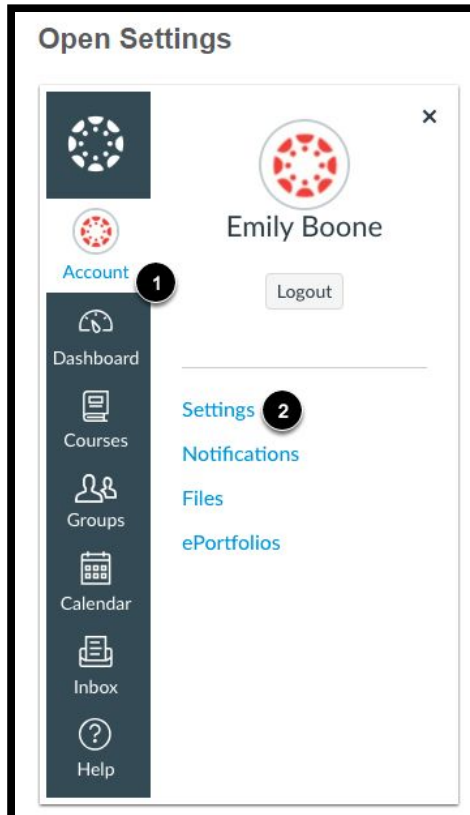 Open Settings
Emily Boone
Account 1
Logout
Dashboard
Settings 2
Courses
Notifications
Files
Groups
ePortfolios
Calendar
Inbox
Help